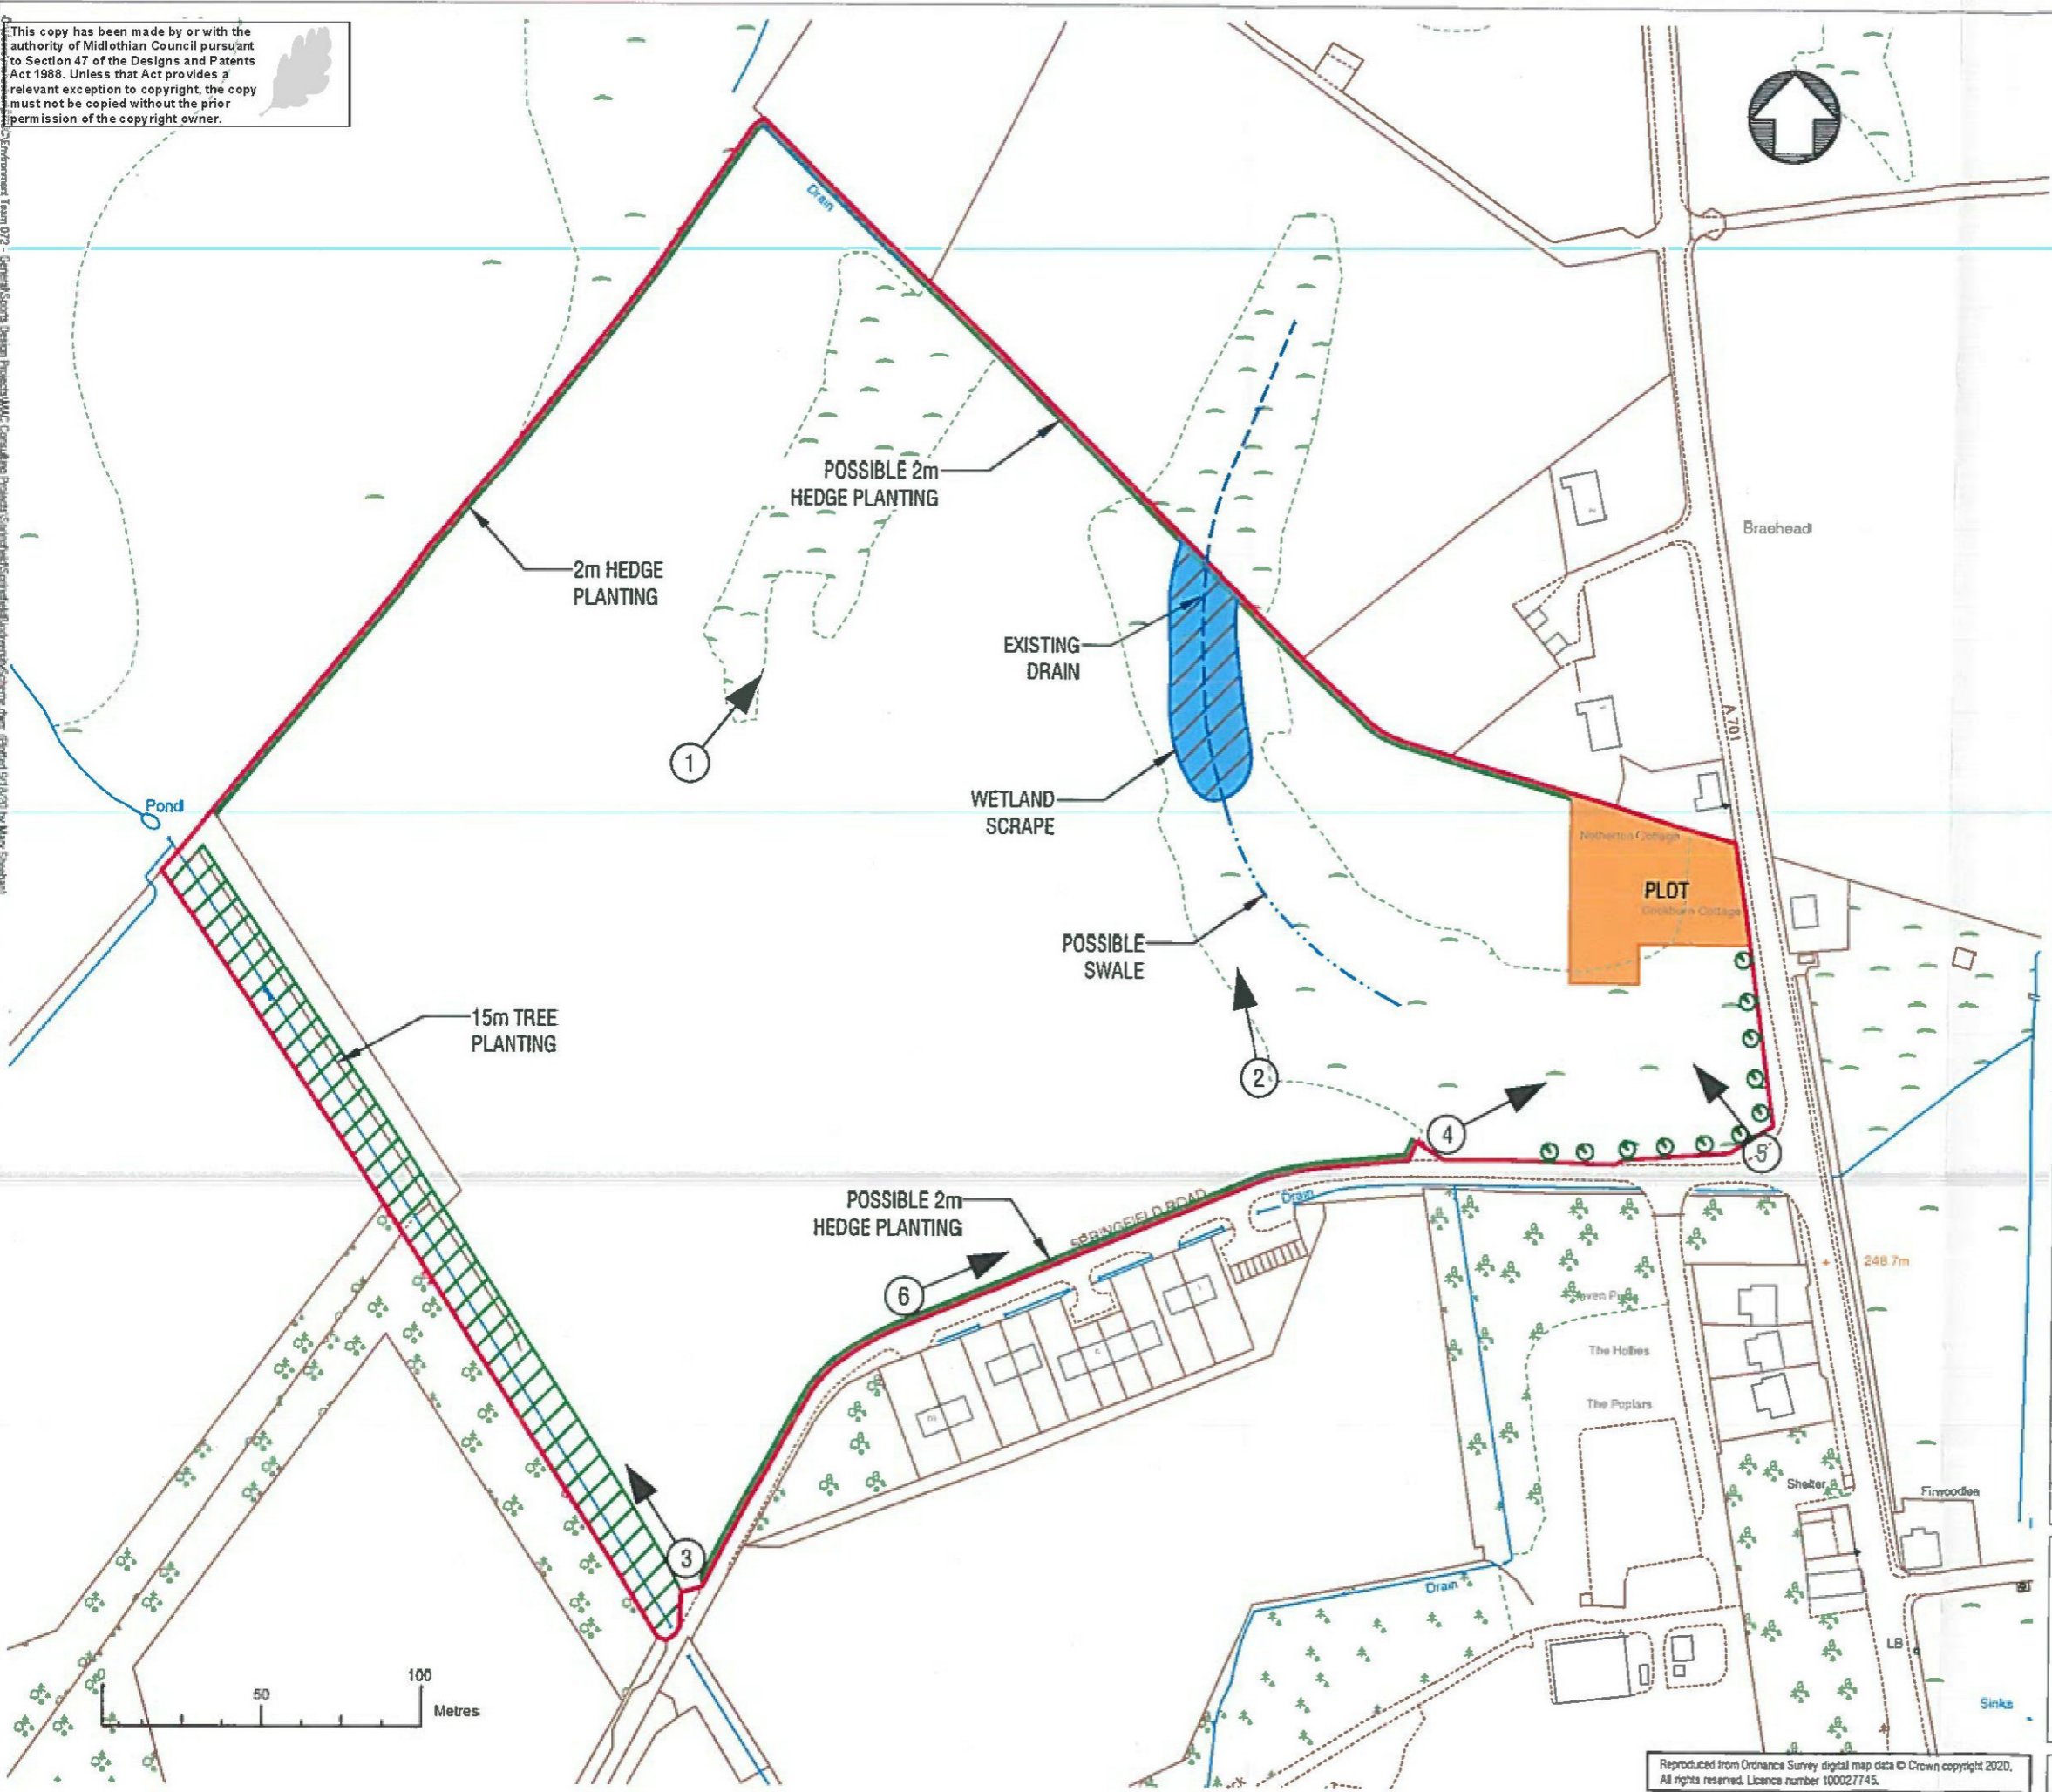 This copy has been made by or with the
authority of Midlothian Council pursuant
to Section 47 of the Designs and Patents
Act 1988. Unless that Act provides a
relevant exception to copyright, the copy
must not be copied without the prior
permission of the copyright owner.
Drain
POSSIBLE 2m
HEDGE PLANTING
Braehead
2m HEDGE
PLANTING
EXISTING
DRAIN
A 701
1
WETLAND
SCRAPE
Pond
Netherton Cottage
PLOT
Cockburn Cottage
POSSIBLE
SWALE
15m TREE
PLANTING
2
4
5
POSSIBLE 2m
HEDGE PLANTING
SPRINGFIELD ROAD
Drain
6
248.7m
The Hollies
The Poplars
Shelter
Firwoodlea
3
Drain
LB
Sinks
0
50
100
Metres
Reproduced from Ordnance Survey digital map data © Crown copyright 2020.
All rights reserved. Licence number 100027745.